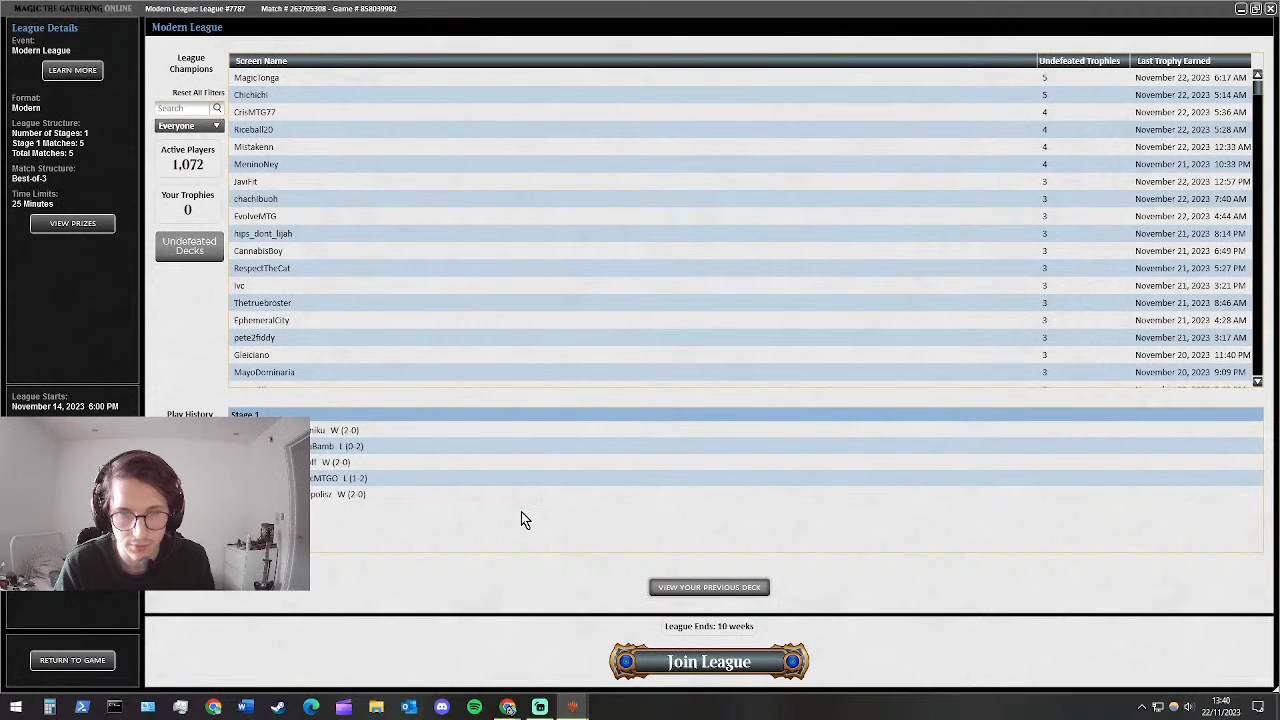 MAGIC THE GATHERING ONLINE Modern League: League #7787 Match # 263705308 - Game # 858039982
League Details
Event:
Modern League
LEARN MORE
Format:
Modern
League Structure:
Number of Stages: 1
Stage 1 Matches: 5
Total Matches: 5
Match Structure:
Best-of-3
Time Limits:
25 Minutes
VIEW PRIZES
League Starts:
November 14, 2023 6:00 PM
RETURN TO GAME
Modern League
League
Champions
Reset All Filters
Search
Everyone
Active Players
1,072
Your Trophies
0
Undefeated
Decks
Screen Name Undefeated Trophies Last Trophy Earned
MagicTonga 5 November 22, 2023 6:17 AM
Chichichi 5 November 22, 2023 5:14 AM
CrisMTG77 4 November 22, 2023 5:36 AM
Riceball20 4 November 22, 2023 5:28 AM
Mistakenn 4 November 22, 2023 12:33 AM
MeninoNey 4 November 21, 2023 10:33 PM
JaviFit 3 November 22, 2023 12:57 PM
chachibuoh 3 November 22, 2023 7:40 AM
EvolveMTG 3 November 22, 2023 4:44 AM
hips_dont_lijah 3 November 21, 2023 8:14 PM
CannabisBoy 3 November 21, 2023 6:49 PM
RespectTheCat 3 November 21, 2023 5:27 PM
lvc 3 November 21, 2023 3:21 PM
Thetruebroster 3 November 21, 2023 8:46 AM
EphemeralCity 3 November 21, 2023 4:28 AM
pete2fiddy 3 November 21, 2023 3:17 AM
Gleiciano 3 November 20, 2023 11:40 PM
MayoDominaria 3 November 20, 2023 9:09 PM
Play History Stage 1
niku W (2-0)
Bamb L (0-2)
ff W (2-0)
MTGO L (1-2)
polisz W (2-0)
VIEW YOUR PREVIOUS DECK
League Ends: 10 weeks
Join League
13:40
22/11/2023